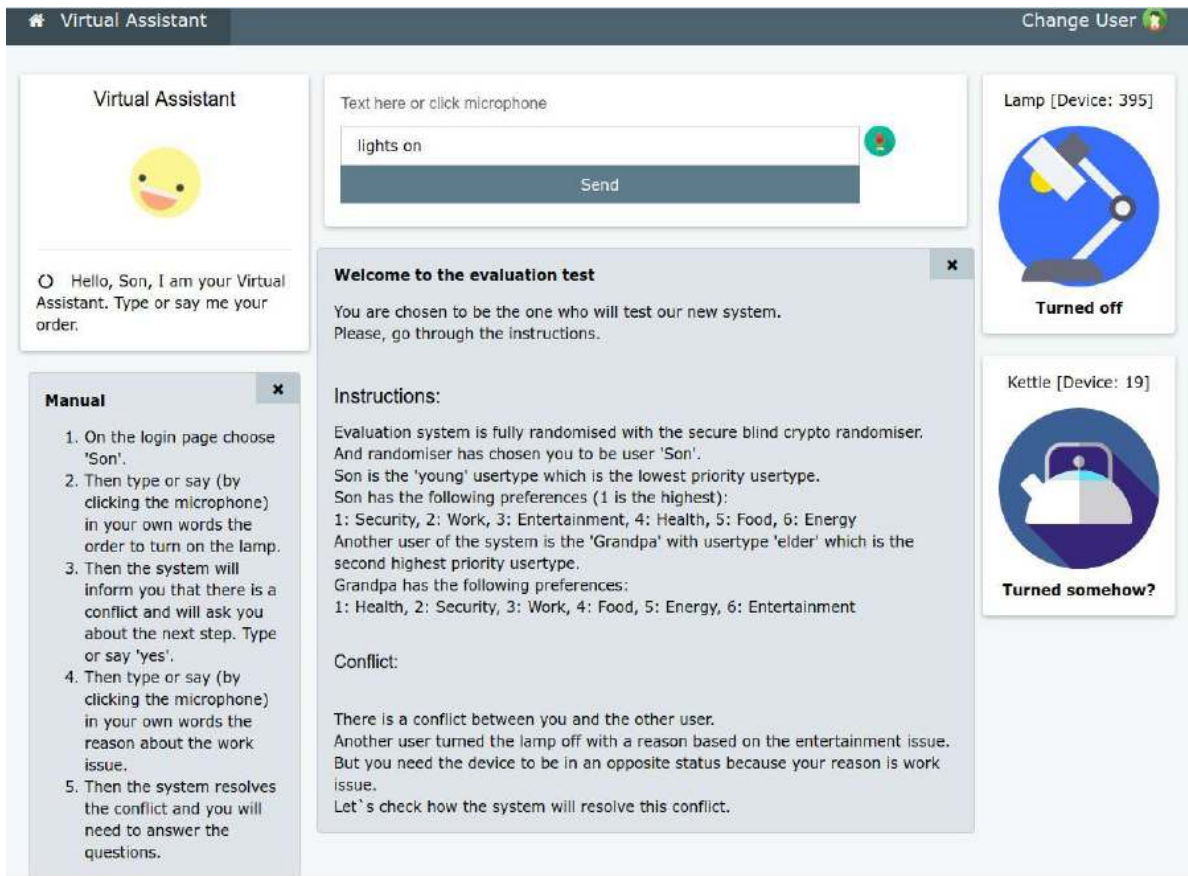 Virtual Assistant
Change User
Virtual Assistant
Hello, Son, I am your Virtual
Assistant. Type or say me your
order.
Manual
1. On the login page choose
'Son'.
2. Then type or say (by
clicking the microphone)
in your own words the
order to turn on the lamp.
3. Then the system will
inform you that there is a
conflict and will ask you
about the next step. Type
or say 'yes'.
4. Then type or say (by
clicking the microphone)
in your own words the
reason about the work
issue.
5. Then the system resolves
the conflict and you will
need to answer the
questions.
Text here or click microphone
lights on
Send
Welcome to the evaluation test
You are chosen to be the one who will test our new system.
Please, go through the instructions.
Instructions:
Evaluation system is fully randomised with the secure blind crypto randomiser.
And randomiser has chosen you to be user 'Son'.
Son is the 'young' usertype which is the lowest priority usertype.
Son has the following preferences (1 is the highest):
1: Security, 2: Work, 3: Entertainment, 4: Health, 5: Food, 6: Energy
Another user of the system is the 'Grandpa' with usertype 'elder' which is the
second highest priority usertype.
Grandpa has the following preferences:
1: Health, 2: Security, 3: Work, 4: Food, 5: Energy, 6: Entertainment
Conflict:
There is a conflict between you and the other user.
Another user turned the lamp off with a reason based on the entertainment issue.
But you need the device to be in an opposite status because your reason is work
issue.
Let`s check how the system will resolve this conflict.
Lamp [Device: 395]
Turned off
Kettle [Device: 19]
Turned somehow?